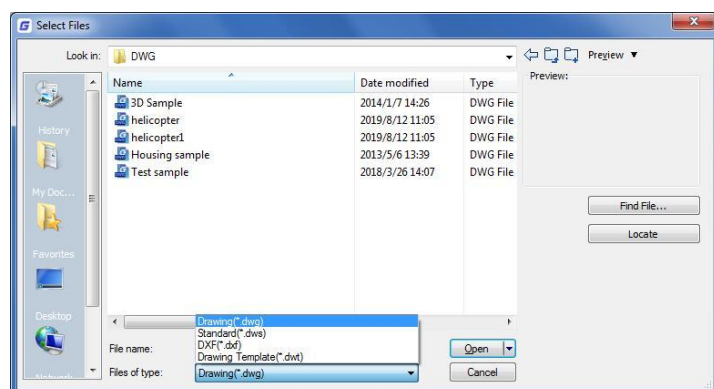 Select Files
Look in: DWG Preview
Name Date modified Type Preview:
3D Sample 2014/1/7 14:26 DWG File
helicopter 2019/8/12 11:05 DWG File
helicopter1 2019/8/12 11:05 DWG File
Housing sample 2013/5/6 13:39 DWG File
Test sample 2018/3/26 14:07 DWG File
History
My Doc...
Favorites
Desktop
Network
Find File...
Locate
Drawing(*.dwg)
Standard(*.dws)
DXF(*.dxf)
Drawing Template(*.dwt)
File name: Open
Files of type: Drawing(*.dwg) Cancel